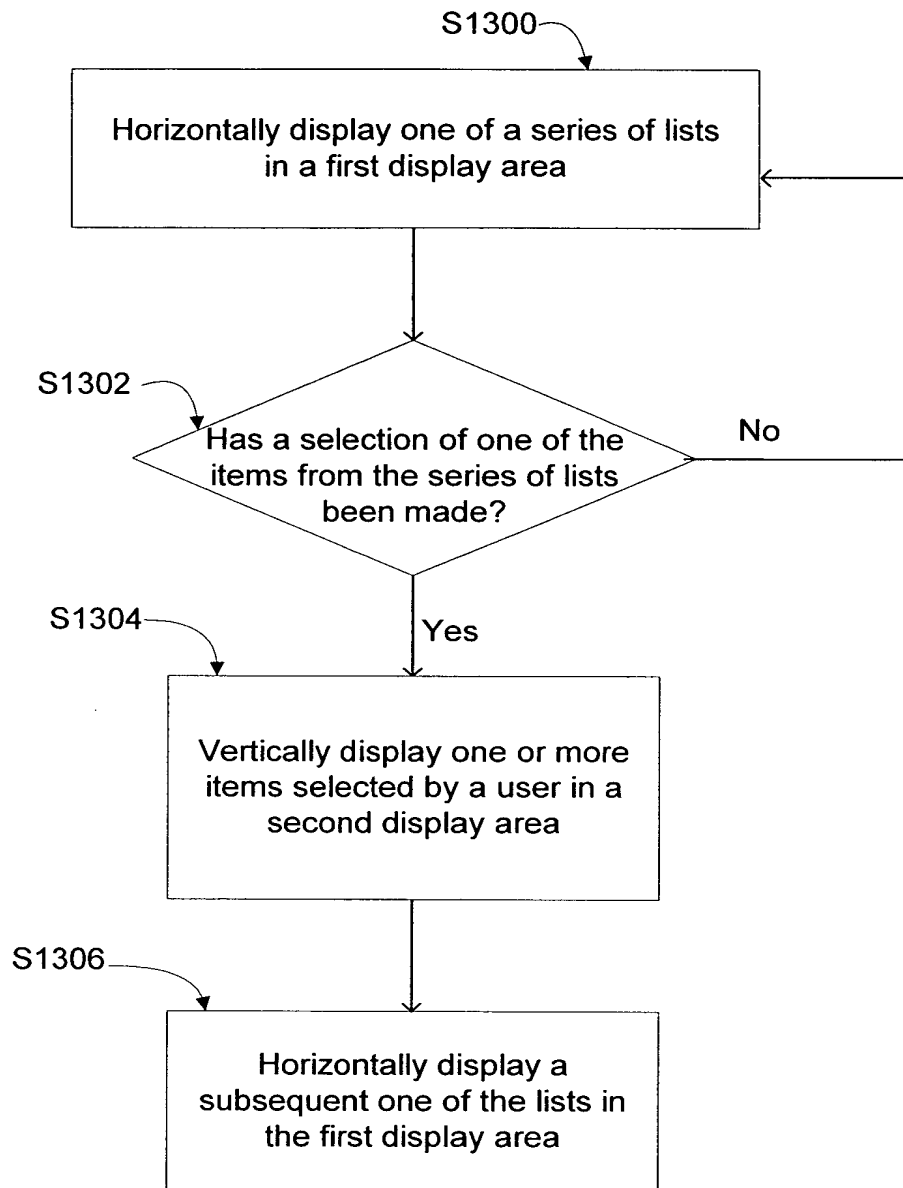 S1300
Horizontally display one of a series of lists
in a first display area
S1302
Has a selection of one of the
items from the series of lists
been made?
No
Yes
S1304
Vertically display one or more
items selected by a user in a
second display area
S1306
Horizontally display a
subsequent one of the lists in
the first display area